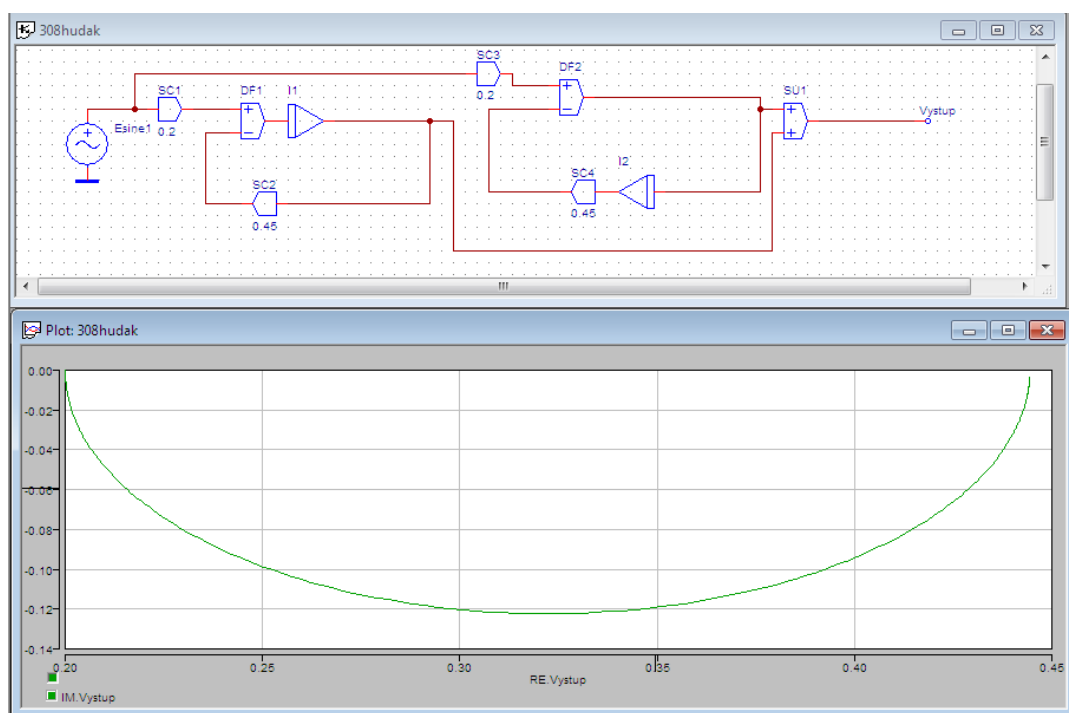 308hudak
SC3
DF2
0.2
SC1
DF1
I1
SU1
Esine1
0.2
Vystup
SC2
0.45
SC4
I2
0.45
Plot: 308hudak
0.00
-0.02
-0.04
-0.06
-0.08
-0.10
-0.12
-0.14
0.20 0.25 0.30 0.35 0.40 0.45
RE.Vystup
IM.Vystup